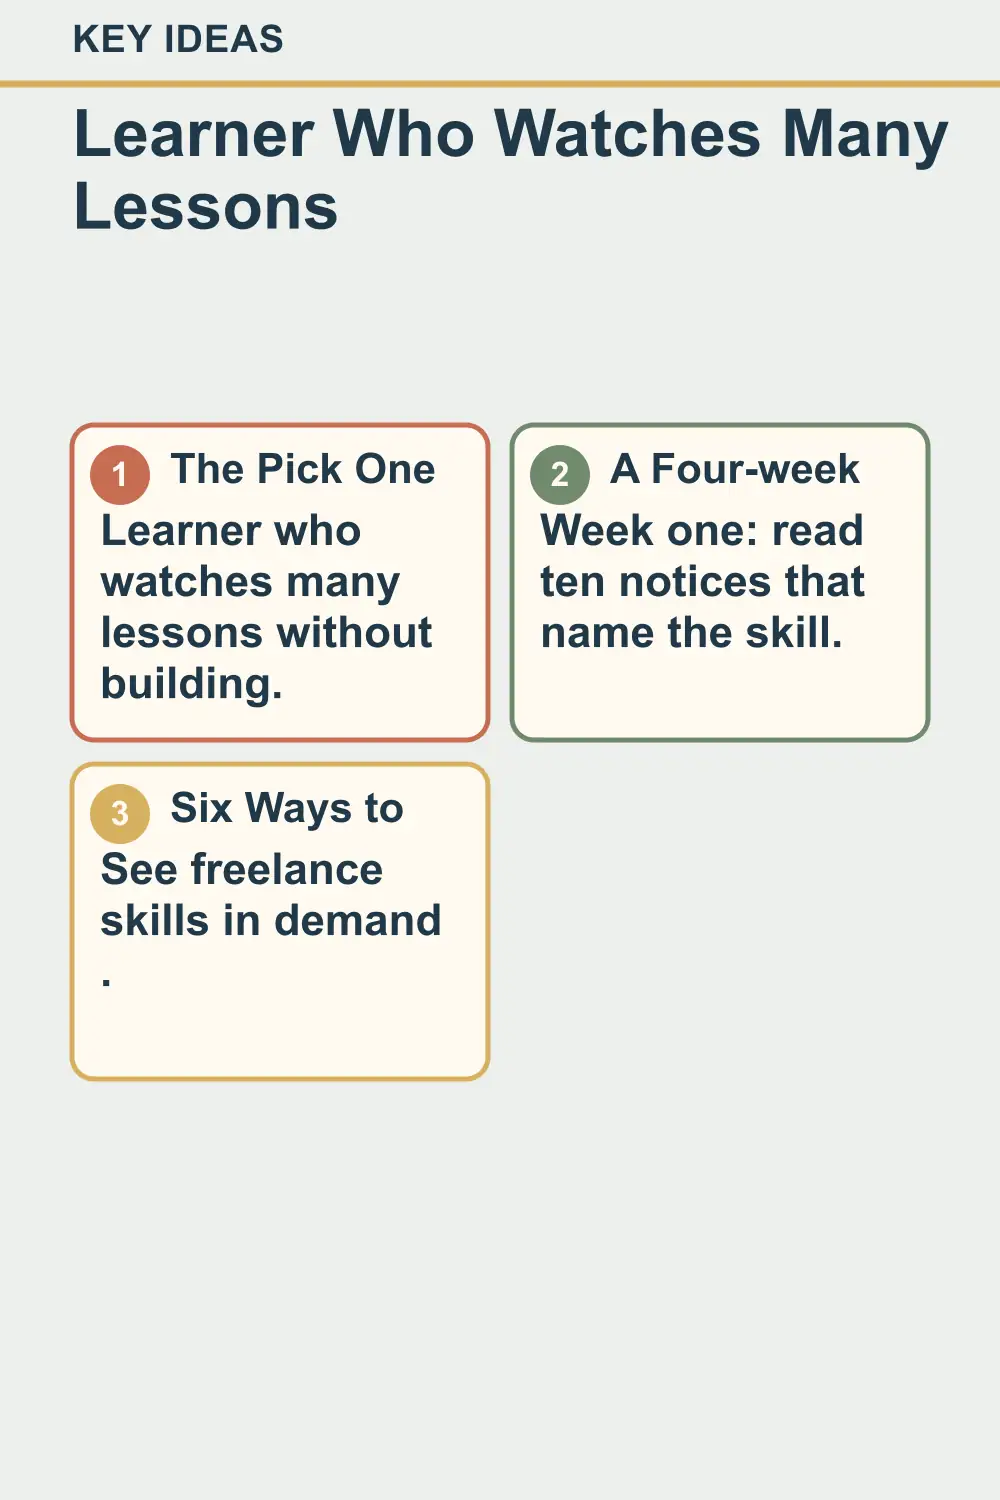 KEY IDEAS
Learner Who Watches Many
Lessons
1 The Pick One
Learner who
watches many
lessons without
building.
2 A Four-week
Week one: read
ten notices that
name the skill.
3 Six Ways to
See freelance
skills in demand
.